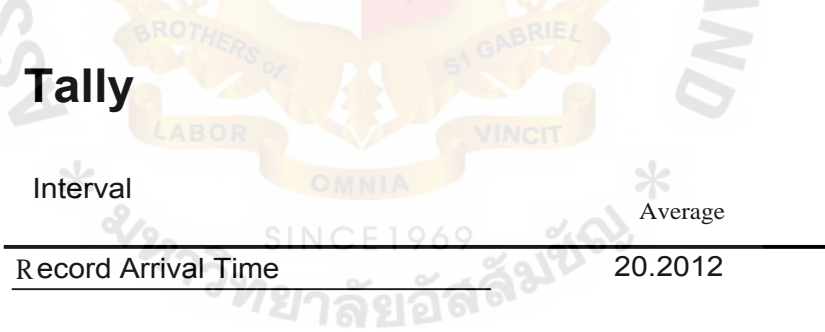 BROTHERS of ST GABRIEL
Tally
LABOR VINCIT
Interval
OMNIA
Average
SINCE1969
Record Arrival Time 20.2012